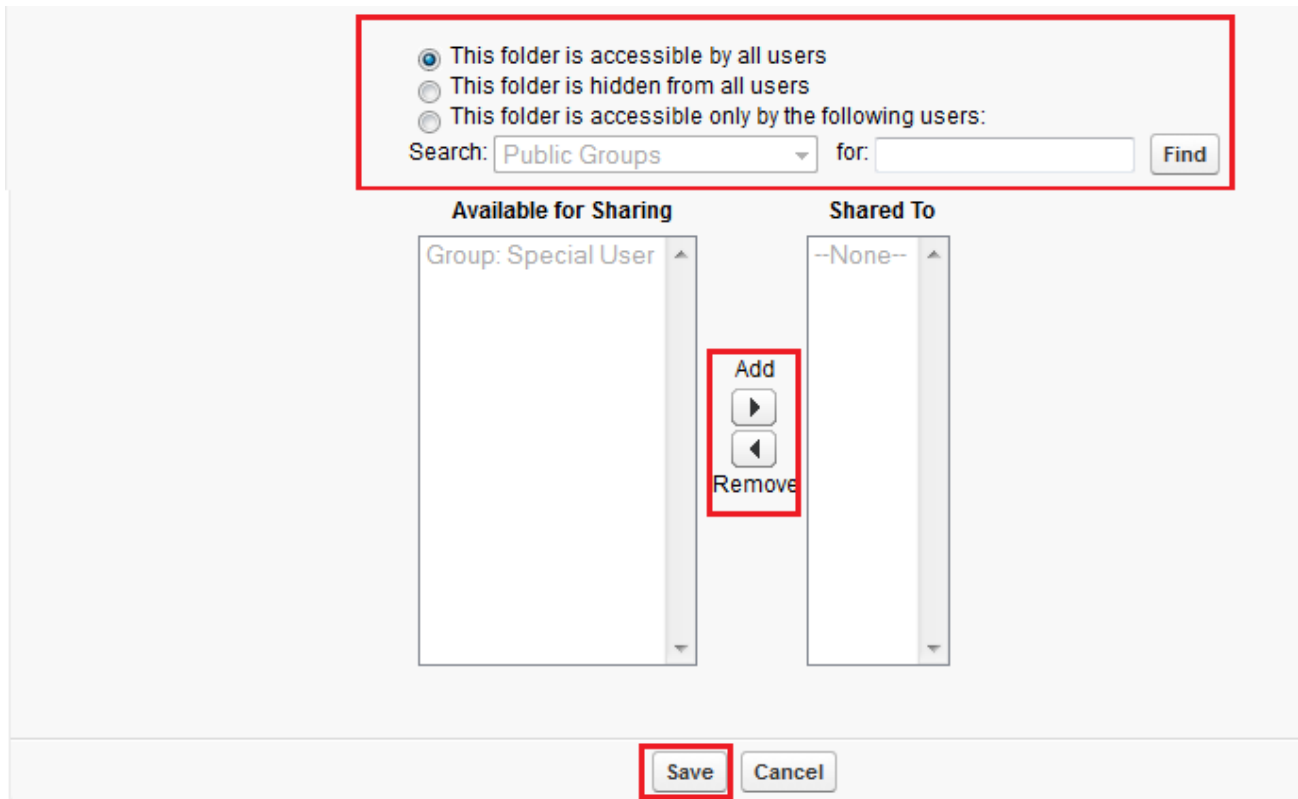 This folder is accessible by all users
This folder is hidden from all users
This folder is accessible only by the following users:
Search: Public Groups for: Find
Available for Sharing Shared To
Group: Special User --None--
Add
Remove
Save Cancel